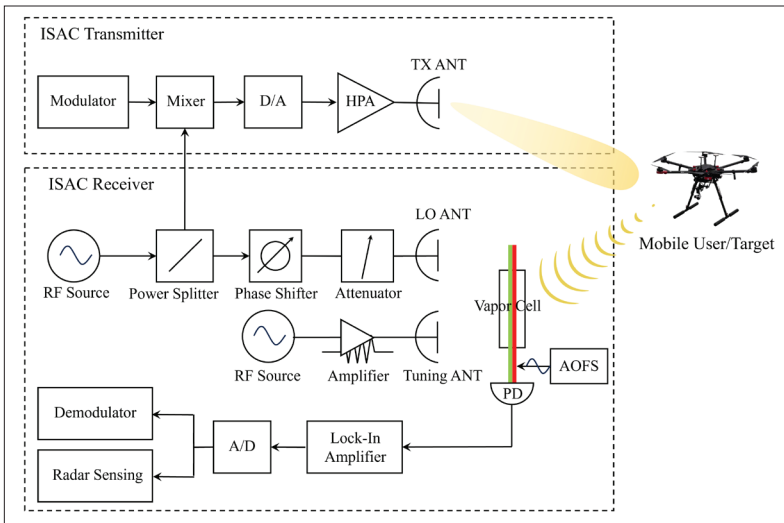 ISAC Transmitter
TX ANT
Modulator
Mixer
D/A
HPA
ISAC Receiver
LO ANT
Mobile User/Target
RF Source
Power Splitter
Phase Shifter
Attenuator
Vapor Cell
RF Source
Amplifier
Tuning ANT
AOFS
PD
Demodulator
A/D
Lock-In
Amplifier
Radar Sensing